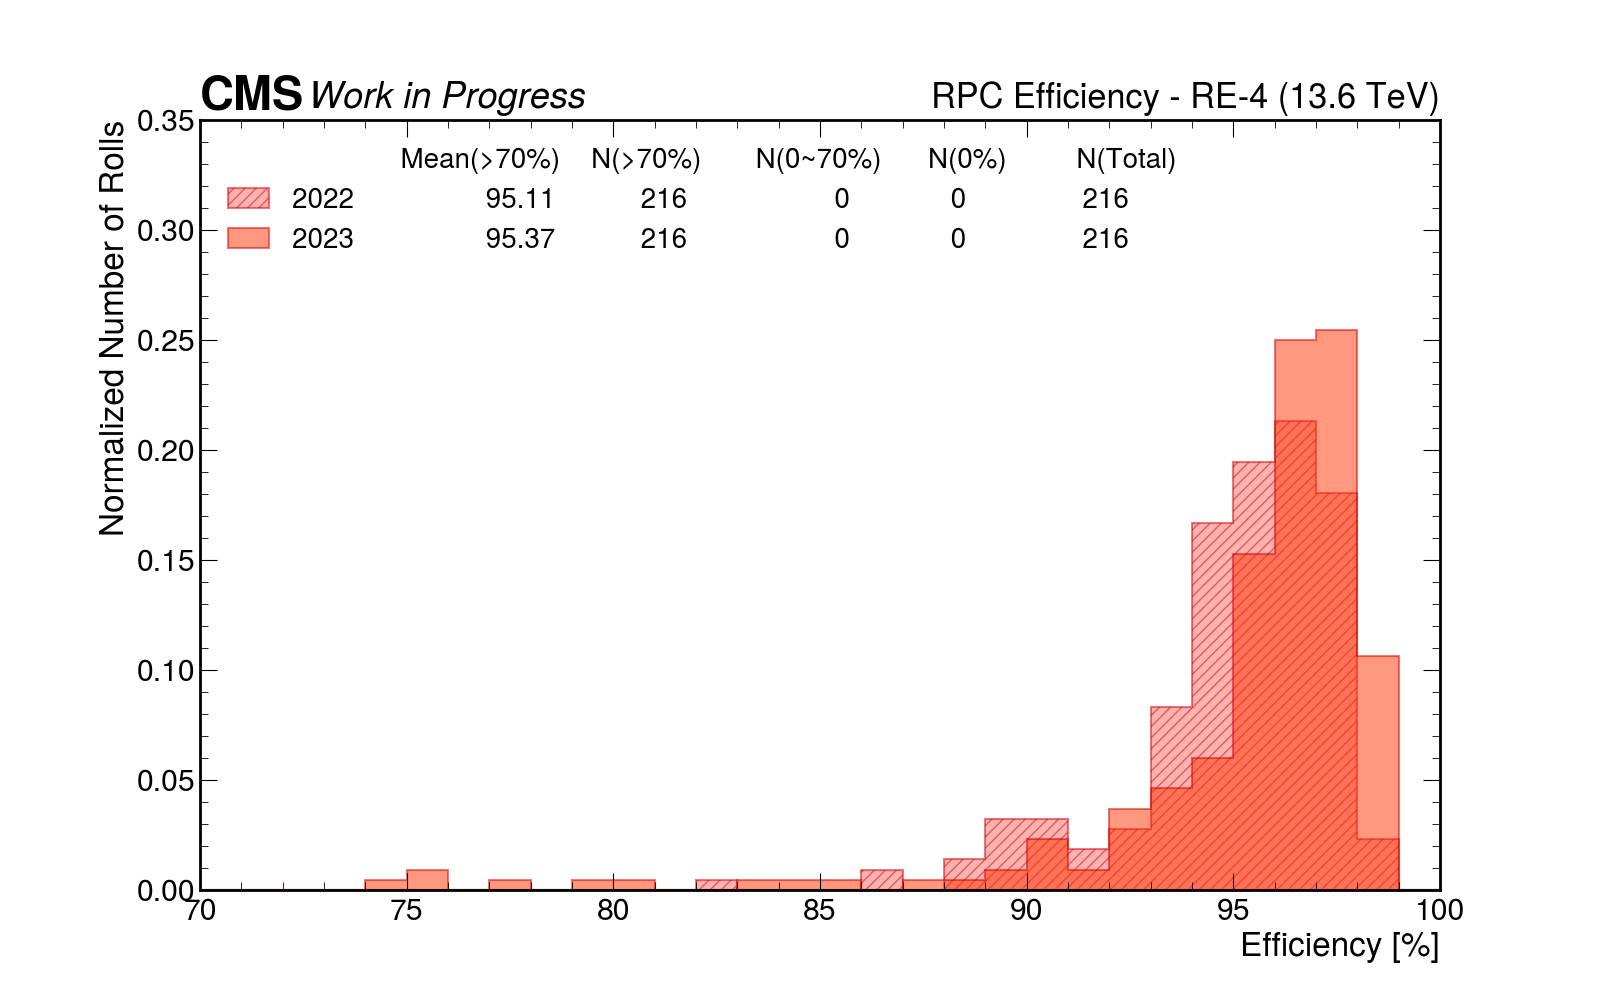 CMS Work in Progress RPC Efficiency - RE-4 (13.6 TeV)
Mean(>70%) N(>70%) N(0~70%) N(0%) N(Total)
2022 95.11 216 0 0 216
2023 95.37 216 0 0 216
Normalized Number of Rolls
0.35
0.30
0.25
0.20
0.15
0.10
0.05
0.00
70 75 80 85 90 95 100
Efficiency [%]